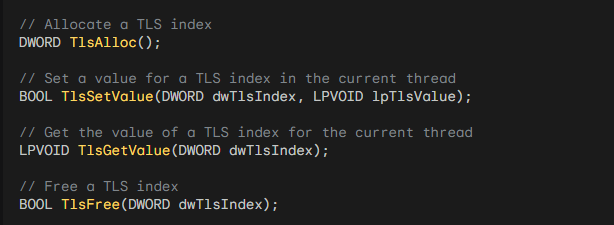 // Allocate a TLS index
DWORD TlsAlloc();
// Set a value for a TLS index in the current thread
BOOL TlsSetValue(DWORD dwTlsIndex, LPVOID lpTlsValue);
// Get the value of a TLS index for the current thread
LPVOID TlsGetValue(DWORD dwTlsIndex);
// Free a TLS index
BOOL TlsFree(DWORD dwTlsIndex);